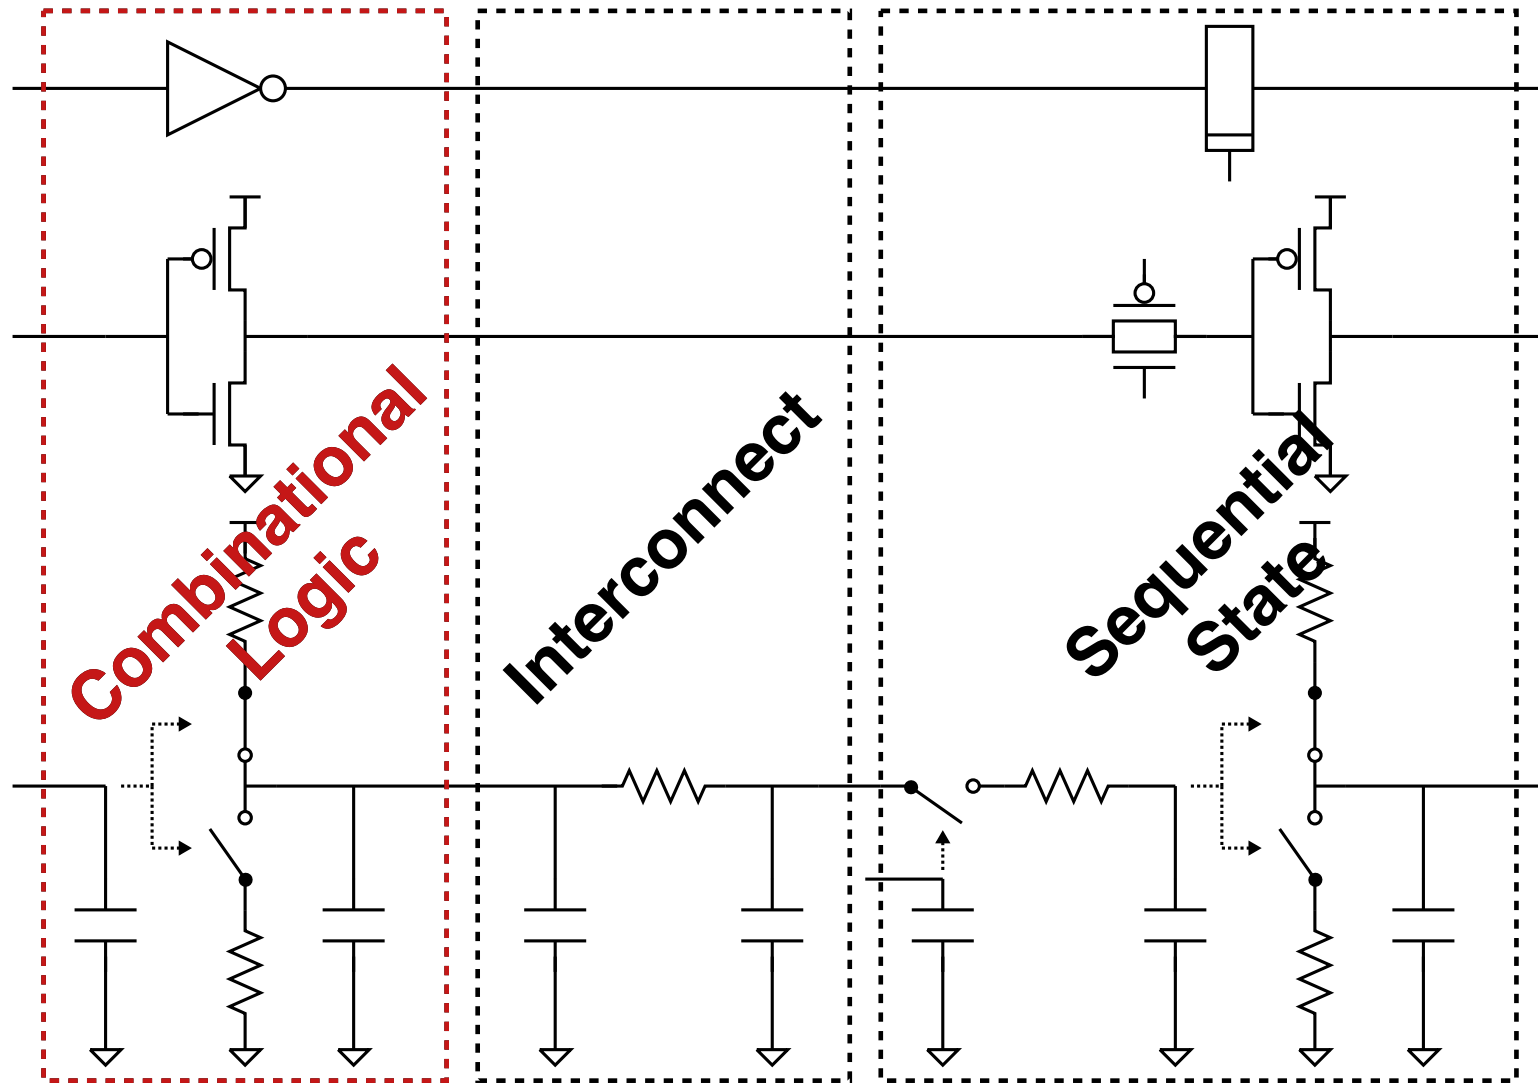 Combinational
Logic
Interconnect
Sequential
State